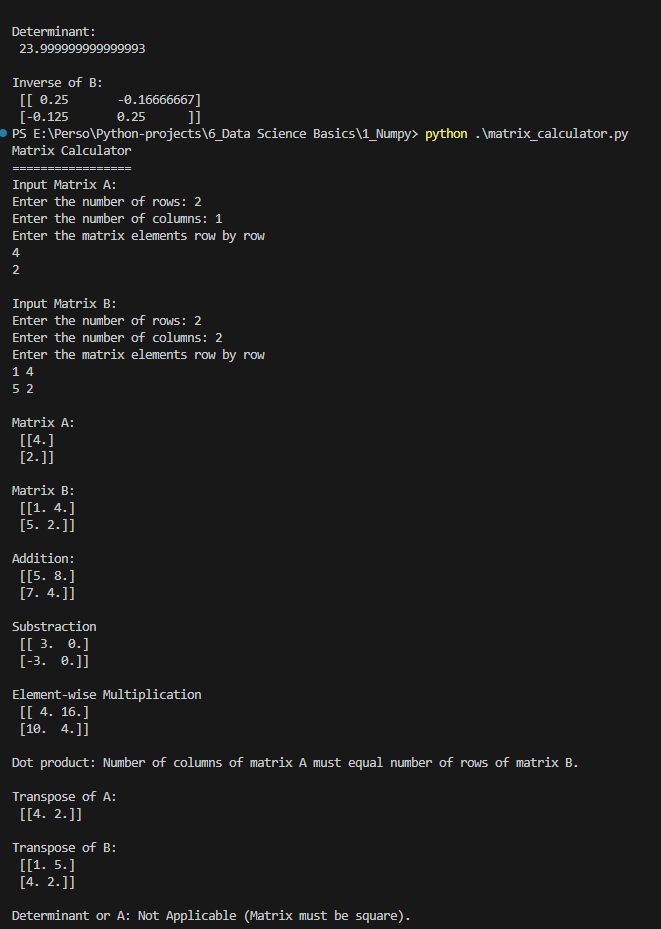 Determinant:
 23.999999999999993
Inverse of B:
 [[ 0.25       -0.16666667]
 [-0.125       0.25      ]]
PS E:\Perso\Python-projects\6_Data Science Basics\1_Numpy> python .\matrix_calculator.py
Matrix Calculator
=================
Input Matrix A:
Enter the number of rows: 2
Enter the number of columns: 1
Enter the matrix elements row by row
4
2
Input Matrix B:
Enter the number of rows: 2
Enter the number of columns: 2
Enter the matrix elements row by row
1 4
5 2
Matrix A:
 [[4.]
 [2.]]
Matrix B:
 [[1. 4.]
 [5. 2.]]
Addition:
 [[5. 8.]
 [7. 4.]]
Substraction
 [[ 3.  0.]
 [-3.  0.]]
Element-wise Multiplication
 [[ 4. 16.]
 [10.  4.]]
Dot product: Number of columns of matrix A must equal number of rows of matrix B.
Transpose of A:
 [[4. 2.]]
Transpose of B:
 [[1. 5.]
 [4. 2.]]
Determinant or A: Not Applicable (Matrix must be square).